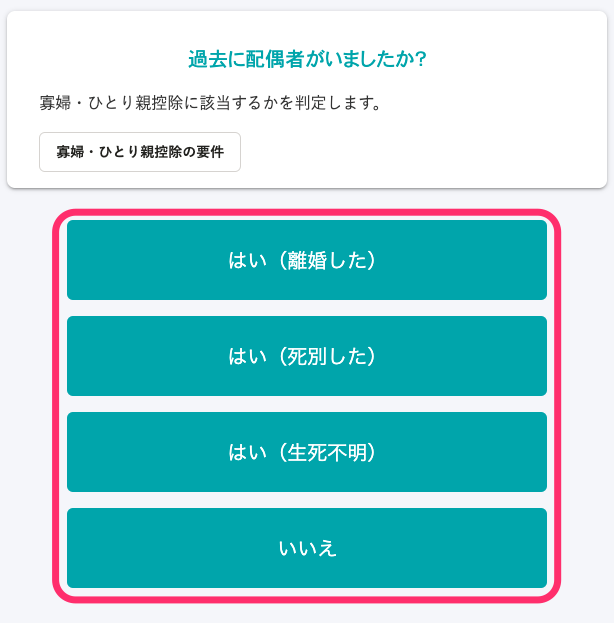 過去に配偶者がいましたか?
寡婦・ひとり親控除に該当するかを判定します。
寡婦・ひとり親控除の要件
はい（離婚した）
はい（死別した）
はい（生死不明）
いいえ